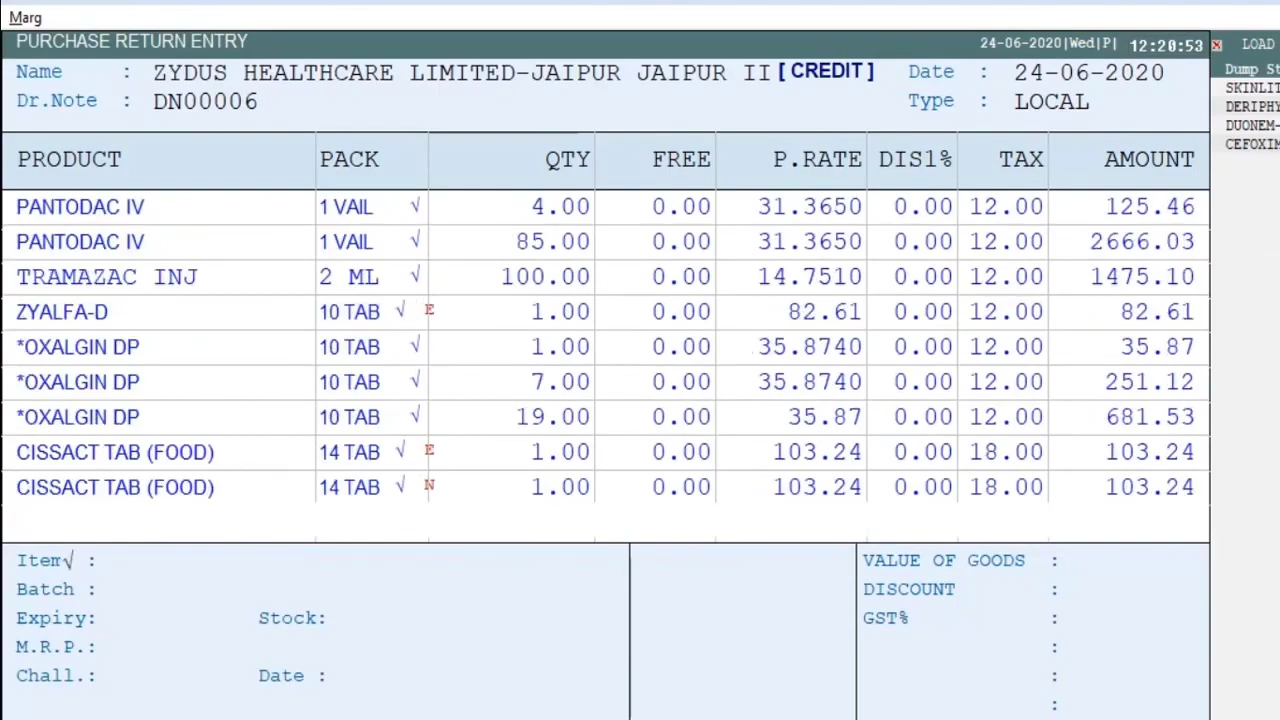 Marg
PURCHASE RETURN ENTRY 24-06-2020|Wed|P| 12:20:53 LOAD
Name : ZYDUS HEALTHCARE LIMITED-JAIPUR JAIPUR II [CREDIT] Date : 24-06-2020 Dump St
Dr.Note : DN00006 Type : LOCAL
SKINLIT
DERIPHY
DUONEM-
CEFOXIM
PRODUCT PACK QTY FREE P.RATE DIS1% TAX AMOUNT
PANTODAC IV 1 VAIL √ 4.00 0.00 31.3650 0.00 12.00 125.46
PANTODAC IV 1 VAIL √ 85.00 0.00 31.3650 0.00 12.00 2666.03
TRAMAZAC INJ 2 ML √ 100.00 0.00 14.7510 0.00 12.00 1475.10
ZYALFA-D 10 TAB √ E 1.00 0.00 82.61 0.00 12.00 82.61
*OXALGIN DP 10 TAB √ 1.00 0.00 35.8740 0.00 12.00 35.87
*OXALGIN DP 10 TAB √ 7.00 0.00 35.8740 0.00 12.00 251.12
*OXALGIN DP 10 TAB √ 19.00 0.00 35.87 0.00 12.00 681.53
CISSACT TAB (FOOD) 14 TAB √ E 1.00 0.00 103.24 0.00 18.00 103.24
CISSACT TAB (FOOD) 14 TAB √ N 1.00 0.00 103.24 0.00 18.00 103.24
Item√ : VALUE OF GOODS :
Batch : DISCOUNT :
Expiry: Stock: GST% :
M.R.P.: :
Chall.: Date : :
: